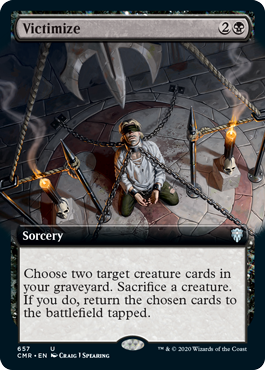 Victimize 2
Sorcery
Choose two target creature cards in
your graveyard. Sacrifice a creature.
If you do, return the chosen cards to
the battlefield tapped.
657 U
CMR • EN CRAIG J SPEARING ™ & © 2020 Wizards of the Coast